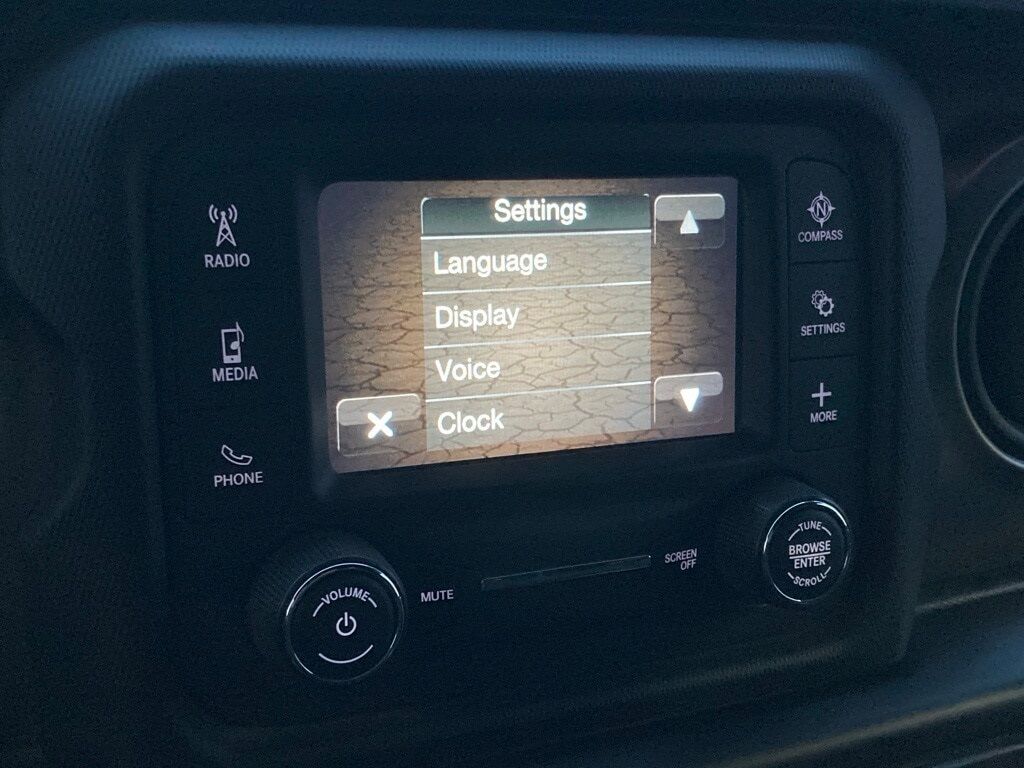 RADIO
MEDIA
PHONE
Settings
Language
Display
Voice
Clock
N
COMPASS
SETTINGS
MORE
VOLUME
MUTE
SCREEN
OFF
TUNE
BROWSE
ENTER
SCROLL